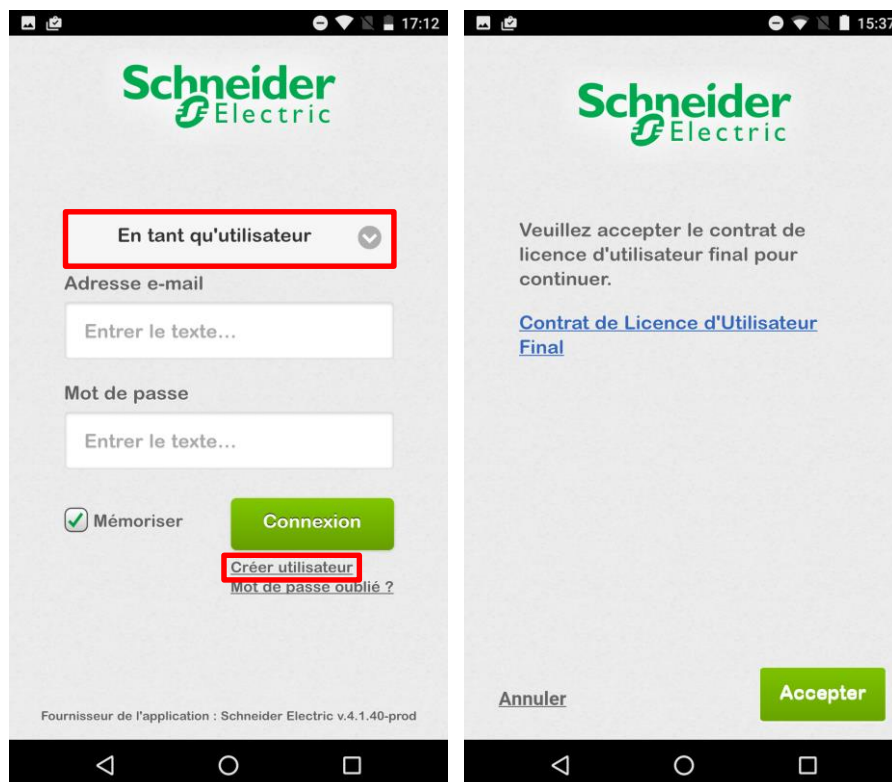 17:12
Schneider
Electric
En tant qu'utilisateur
Adresse e-mail
Entrer le texte...
Mot de passe
Entrer le texte...
Mémoriser
Connexion
Créer utilisateur
Mot de passe oublié ?
Fournisseur de l'application : Schneider Electric v.4.1.40-prod
15:37
Schneider
Electric
Veuillez accepter le contrat de
licence d'utilisateur final pour
continuer.
Contrat de Licence d'Utilisateur
Final
Annuler
Accepter